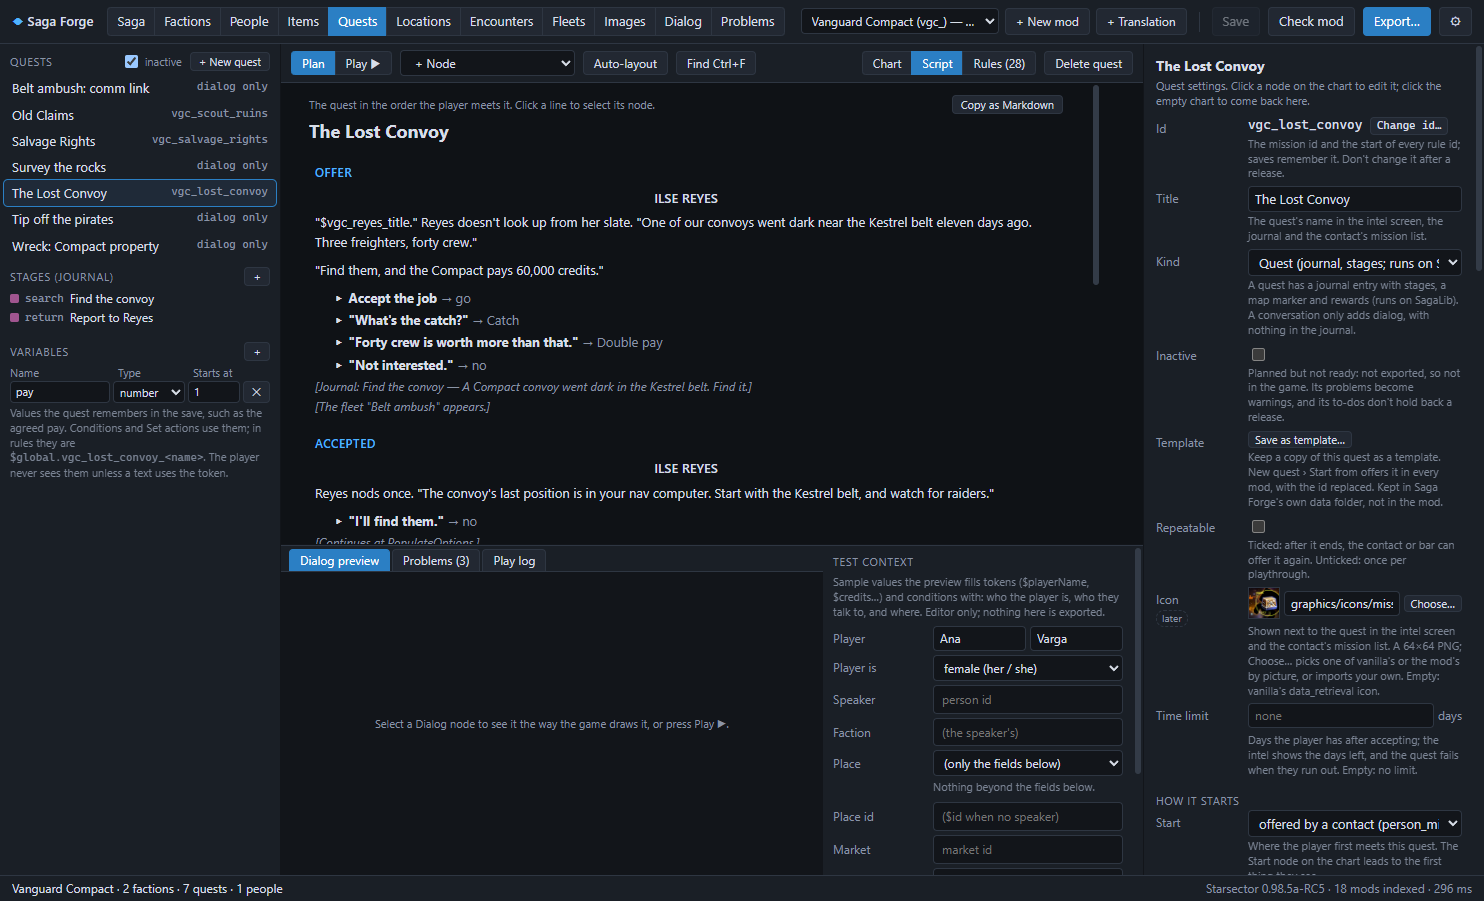 Saga Forge
Saga
Factions
People
Items
Quests
Locations
Encounters
Fleets
Images
Dialog
Problems
Vanguard Compact (vgc_) — ...
+ New mod
+ Translation
Save
Check mod
Export...
QUESTS
inactive
+ New quest
Belt ambush: comm link
dialog only
Old Claims
vgc_scout_ruins
Salvage Rights
vgc_salvage_rights
Survey the rocks
dialog only
The Lost Convoy
vgc_lost_convoy
Tip off the pirates
dialog only
Wreck: Compact property
dialog only
STAGES (JOURNAL)
+
search Find the convoy
return Report to Reyes
VARIABLES
+
Name
Type
Starts at
pay
number
1
Values the quest remembers in the save, such as the
agreed pay. Conditions and Set actions use them; in
rules they are
$global.vgc_lost_convoy_<name>. The player
never sees them unless a text uses the token.
Plan
Play ▶
+ Node
Auto-layout
Find Ctrl+F
Chart
Script
Rules (28)
Delete quest
The quest in the order the player meets it. Click a line to select its node.
Copy as Markdown
The Lost Convoy
OFFER
ILSE REYES
"$vgc_reyes_title." Reyes doesn't look up from her slate. "One of our convoys went dark near the Kestrel belt eleven days ago.
Three freighters, forty crew."
"Find them, and the Compact pays 60,000 credits."
▸ Accept the job → go
▸ "What's the catch?" → Catch
▸ "Forty crew is worth more than that." → Double pay
▸ "Not interested." → no
[Journal: Find the convoy — A Compact convoy went dark in the Kestrel belt. Find it.]
[The fleet "Belt ambush" appears.]
ACCEPTED
ILSE REYES
Reyes nods once. "The convoy's last position is in your nav computer. Start with the Kestrel belt, and watch for raiders."
▸ "I'll find them." → no
[Continues at PopulateOptions.]
Dialog preview
Problems (3)
Play log
Select a Dialog node to see it the way the game draws it, or press Play ▶.
TEST CONTEXT
Sample values the preview fills tokens ($playerName,
$credits...) and conditions with: who the player is, who they
talk to, and where. Editor only; nothing here is exported.
Player
Ana
Varga
Player is
female (her / she)
Speaker
person id
Faction
(the speaker's)
Place
(only the fields below)
Nothing beyond the fields below.
Place id
($id when no speaker)
Market
market id
The Lost Convoy
Quest settings. Click a node on the chart to edit it; click the
empty chart to come back here.
Id
vgc_lost_convoy
Change id…
The mission id and the start of every rule id;
saves remember it. Don't change it after a
release.
Title
The Lost Convoy
The quest's name in the intel screen, the
journal and the contact's mission list.
Kind
Quest (journal, stages; runs on S
A quest has a journal entry with stages, a
map marker and rewards (runs on SagaLib).
A conversation only adds dialog, with
nothing in the journal.
Inactive
Planned but not ready: not exported, so not
in the game. Its problems become
warnings, and its to-dos don't hold back a
release.
Template
Save as template...
Keep a copy of this quest as a template.
New quest › Start from offers it in every
mod, with the id replaced. Kept in Saga
Forge's own data folder, not in the mod.
Repeatable
Ticked: after it ends, the contact or bar can
offer it again. Unticked: once per
playthrough.
Icon
later
graphics/icons/miss
Choose...
Shown next to the quest in the intel screen
and the contact's mission list. A 64×64 PNG;
Choose... picks one of vanilla's or the mod's
by picture, or imports your own. Empty:
vanilla's data_retrieval icon.
Time limit
none
days
Days the player has after accepting; the
intel shows the days left, and the quest fails
when they run out. Empty: no limit.
HOW IT STARTS
Start
offered by a contact (person_mi
Where the player first meets this quest. The
Start node on the chart leads to the first
thing they see.
Vanguard Compact · 2 factions · 7 quests · 1 people
Starsector 0.98.5a-RC5 · 18 mods indexed · 296 ms